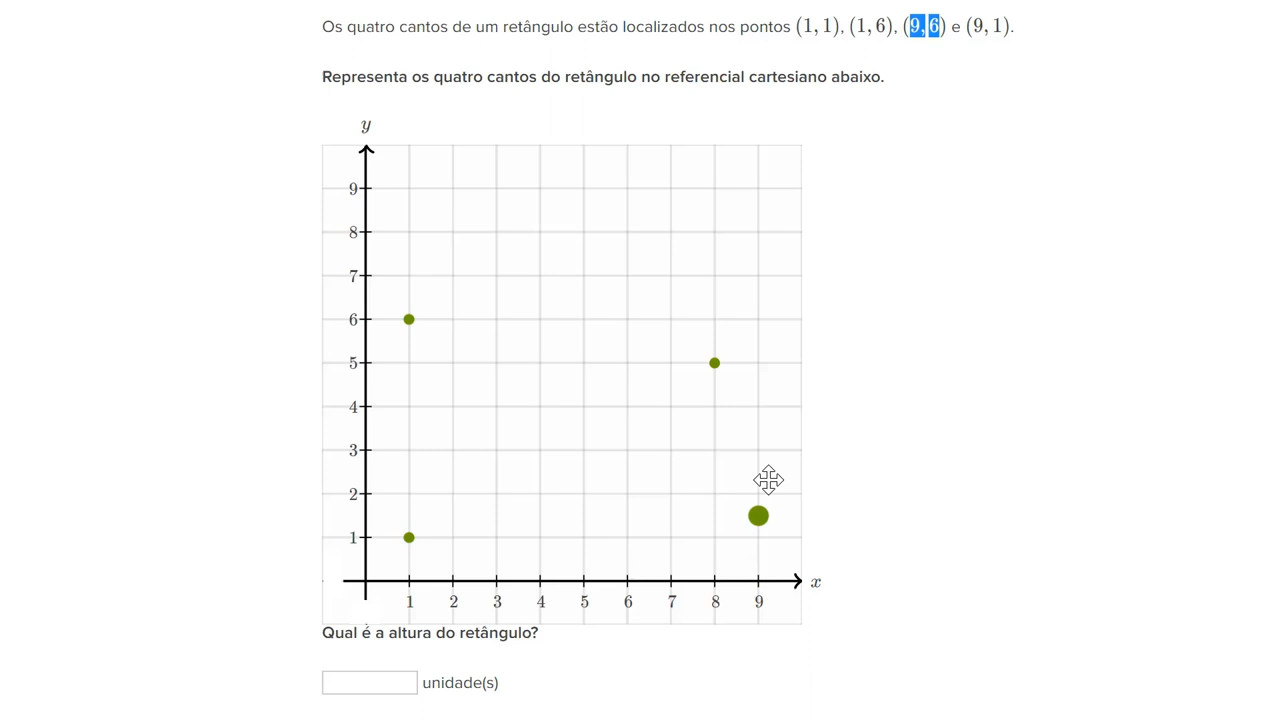 Os quatro cantos de um retângulo estão localizados nos pontos (1, 1), (1, 6), (9, 6) e (9, 1).
Representa os quatro cantos do retângulo no referencial cartesiano abaixo.
y
9
8
7
6
5
4
3
2
1
x
1 2 3 4 5 6 7 8 9
Qual é a altura do retângulo?
unidade(s)